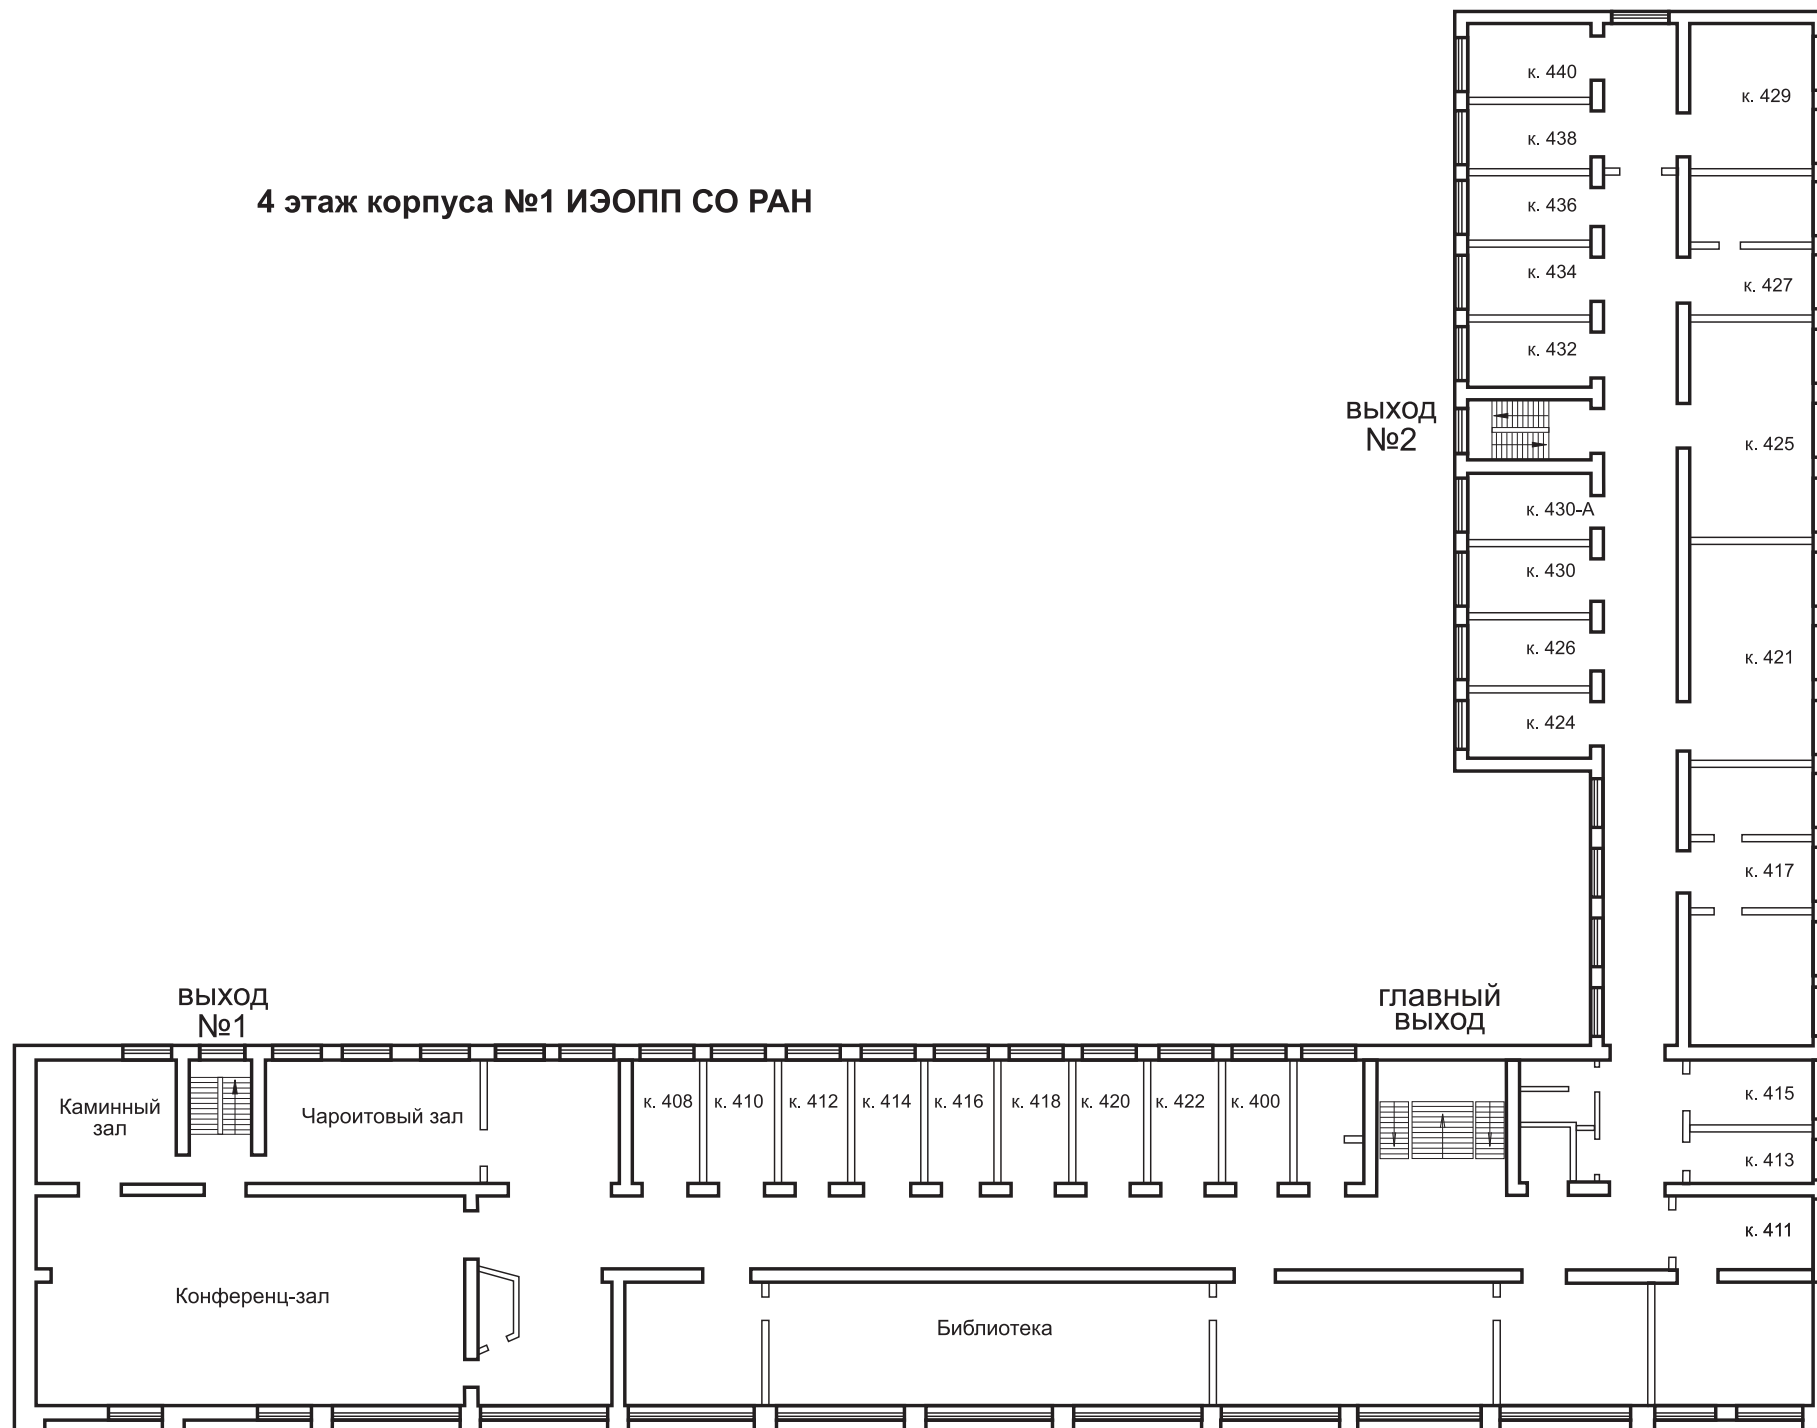 4 этаж корпуса №1 ИЭОПП СО РАН
к. 440
к. 429
к. 438
к. 436
к. 434
к. 427
к. 432
выход
№2
к. 425
к. 430-А
к. 430
к. 426
к. 421
к. 424
к. 417
выход
№1
главный
выход
Каминный
зал
Чароитовый зал
к. 408
к. 410
к. 412
к. 414
к. 416
к. 418
к. 420
к. 422
к. 400
к. 415
к. 413
к. 411
Конференц-зал
Библиотека